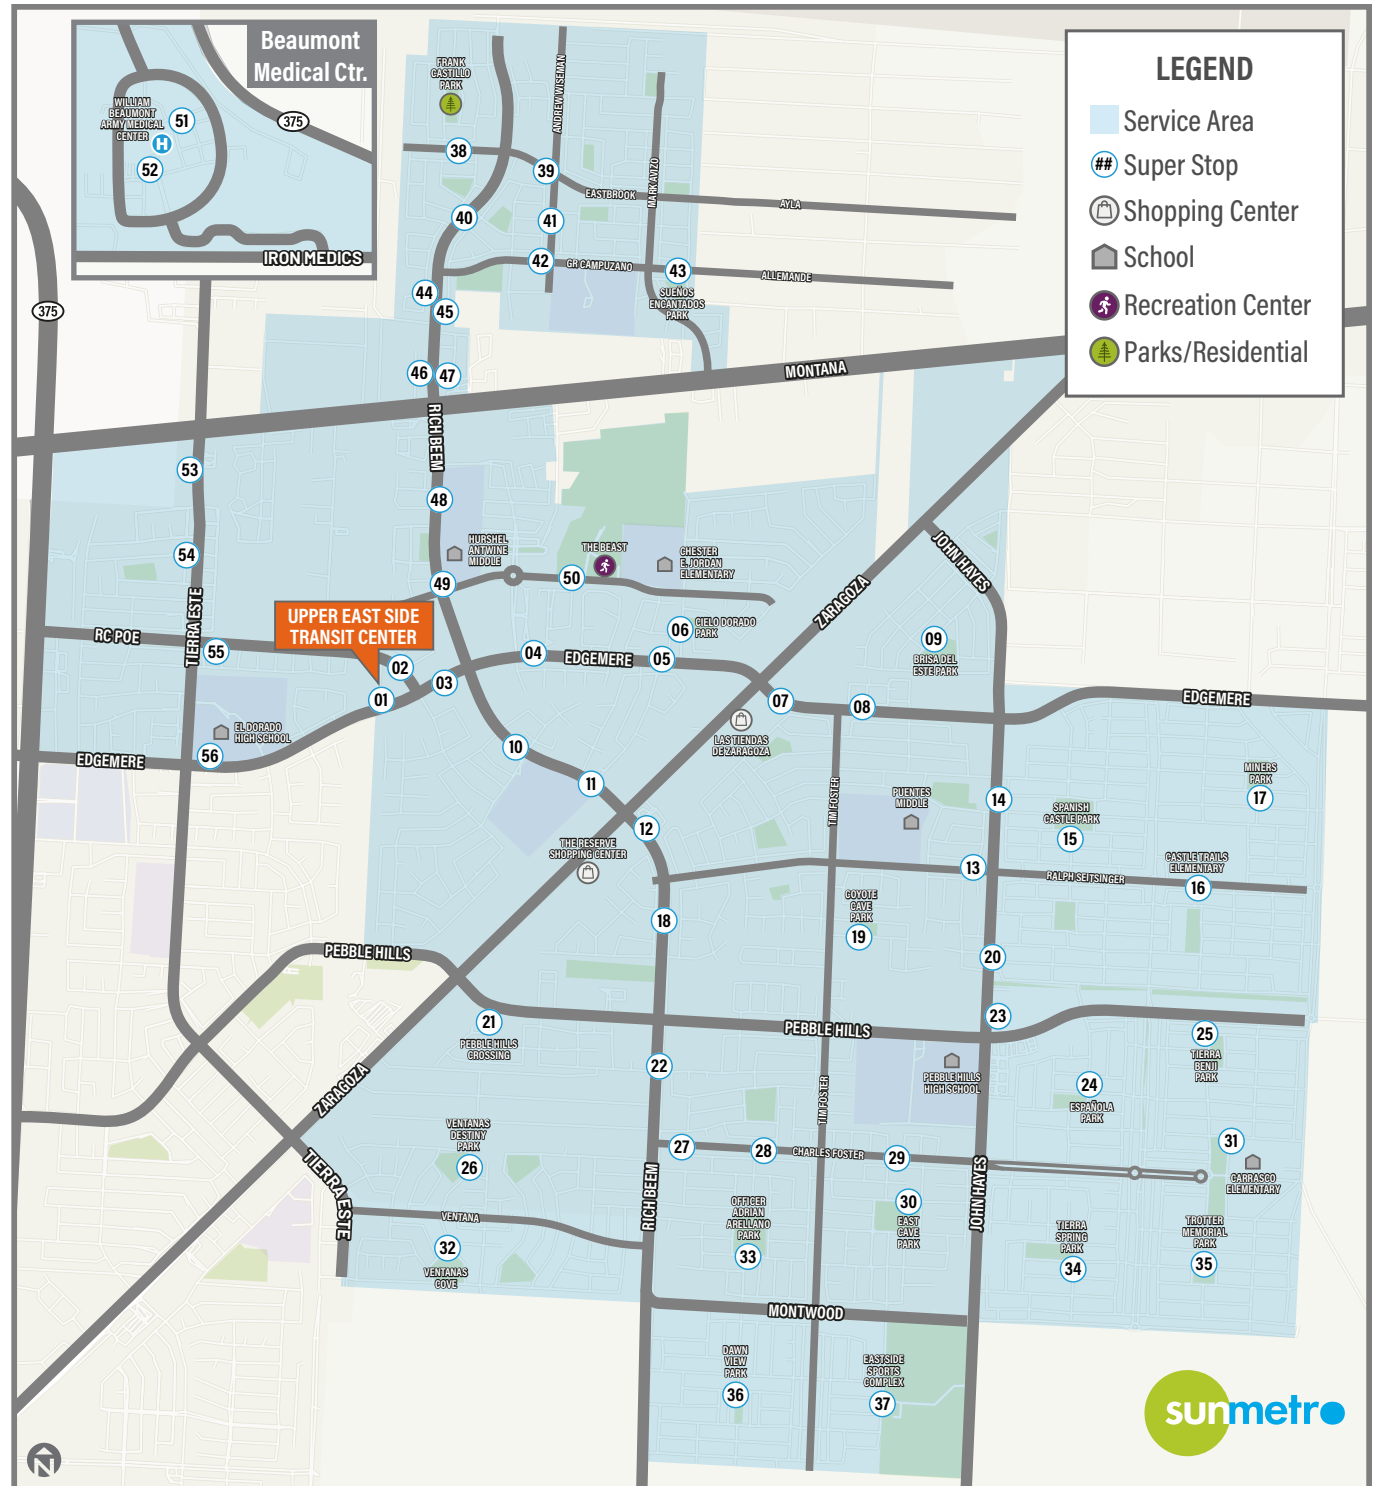 Beaumont
Medical Ctr.
WILLIAM
BEAUMONT
ARMY MEDICAL
CENTER
H
51
52
375
IRON MEDICS
LEGEND
Service Area
## Super Stop
Shopping Center
School
Recreation Center
Parks/Residential
FRANK
CASTILLO
PARK
ANDREW WISEMAN
MARK AVIZO
38
39
EASTBROOK
AYLA
40
41
42
GR CAMPUZANO
43
ALLEMANDE
SUEÑOS
ENCANTADOS
PARK
44
45
375
46
47
MONTANA
RICH BEEM
53
48
HURSHEL
ANTWINE
MIDDLE
THE BEAST
CHESTER
E. JORDAN
ELEMENTARY
54
49
50
JOHN HAYES
ZARAGOZA
TIERRA ESTE
UPPER EAST SIDE
TRANSIT CENTER
RC POE
55
02
03
01
04
EDGEMERE
05
06
CIELO DORADO
PARK
09
BRISA DEL
ESTE PARK
07
08
EDGEMERE
LAS TIENDAS
DE ZARAGOZA
EL DORADO
HIGH SCHOOL
56
EDGEMERE
10
11
12
THE RESERVE
SHOPPING CENTER
TIM FOSTER
PUENTES
MIDDLE
14
SPANISH
CASTLE PARK
15
MINERS
PARK
17
13
RALPH SEITSINGER
CASTLE TRAILS
ELEMENTARY
16
COYOTE
CAVE
PARK
19
18
20
PEBBLE HILLS
21
PEBBLE HILLS
CROSSING
PEBBLE HILLS
23
25
TIERRA
BENJI
PARK
22
PEBBLE HILLS
HIGH SCHOOL
24
ESPAÑOLA
PARK
ZARAGOZA
TIM FOSTER
VENTANAS
DESTINY
PARK
26
27
28
CHARLES FOSTER
29
31
CARRASCO
ELEMENTARY
TIERRA ESTE
RICH BEEM
JOHN HAYES
30
EAST
CAVE
PARK
OFFICER
ADRIAN
ARELLANO
PARK
33
VENTANA
32
VENTANAS
COVE
TIERRA
SPRING
PARK
34
TROTTER
MEMORIAL
PARK
35
MONTWOOD
DAWN
VIEW
PARK
36
EASTSIDE
SPORTS
COMPLEX
37
sunmetro
N